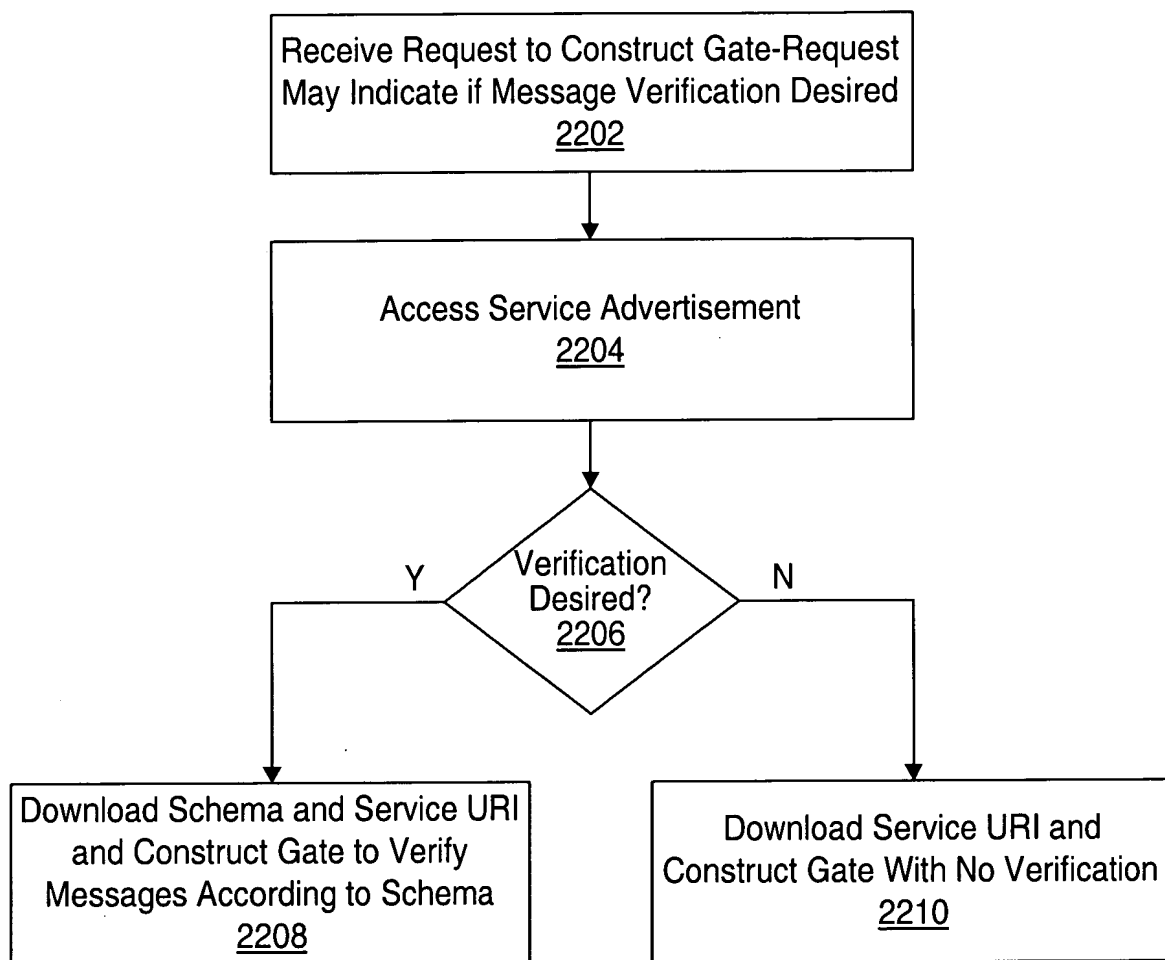 Receive Request to Construct Gate-Request
May Indicate if Message Verification Desired
2202
Access Service Advertisement
2204
Verification
Desired?
2206
Y
N
Download Schema and Service URI
and Construct Gate to Verify
Messages According to Schema
2208
Download Service URI and
Construct Gate With No Verification
2210